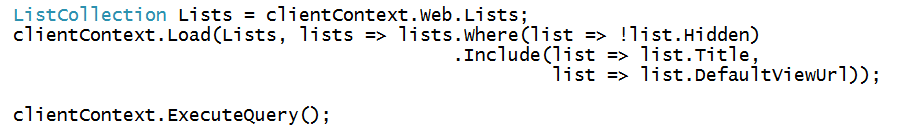 ListCollection Lists = clientContext.Web.Lists;
clientContext.Load(Lists, lists => lists.Where(list => !list.Hidden)
.Include(list => list.Title,
list => list.DefaultViewUrl));
clientContext.ExecuteQuery();